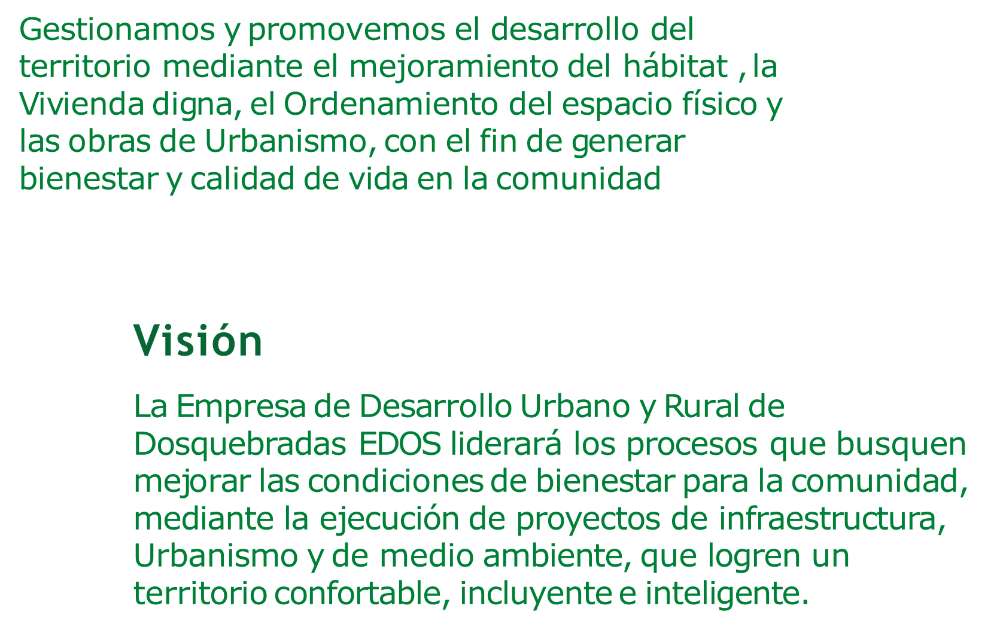 Gestionamos y promovemos el desarrollo del
territorio mediante el mejoramiento del hábitat , la
Vivienda digna, el Ordenamiento del espacio físico y
las obras de Urbanismo, con el fin de generar
bienestar y calidad de vida en la comunidad
Visión
La Empresa de Desarrollo Urbano y Rural de
Dosquebradas EDOS liderará los procesos que busquen
mejorar las condiciones de bienestar para la comunidad,
mediante la ejecución de proyectos de infraestructura,
Urbanismo y de medio ambiente, que logren un
territorio confortable, incluyente e inteligente.